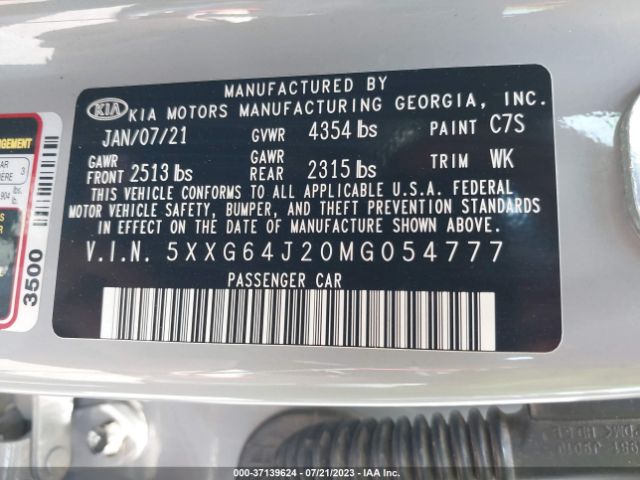 MANUFACTURED BY
KIA KIA MOTORS MANUFACTURING GEORGIA, INC.
JAN/07/21 GVWR 4354 lbs PAINT C7S
GAWR FRONT 2513 lbs GAWR REAR 2315 lbs TRIM WK
THIS VEHICLE CONFORMS TO ALL APPLICABLE U.S.A. FEDERAL
MOTOR VEHICLE SAFETY, BUMPER, AND THEFT PREVENTION STANDARDS
IN EFFECT ON THE DATE OF MANUFACTURE SHOWN ABOVE.
V.I.N. 5XXG64J20MG054777
PASSENGER CAR
3500
000-37139624 / 07/21/2023 / IAA Inc.